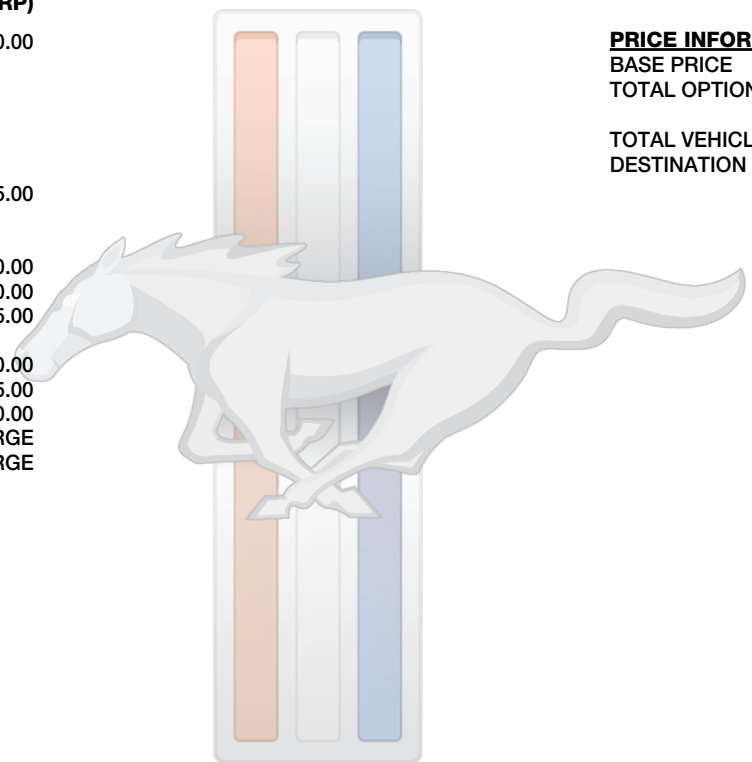 RP)
0.00
5.00
0.00
0.00
5.00
0.00
5.00
0.00
RGE
RGE
PRICE INFOR
BASE PRICE
TOTAL OPTION
TOTAL VEHICL
DESTINATION